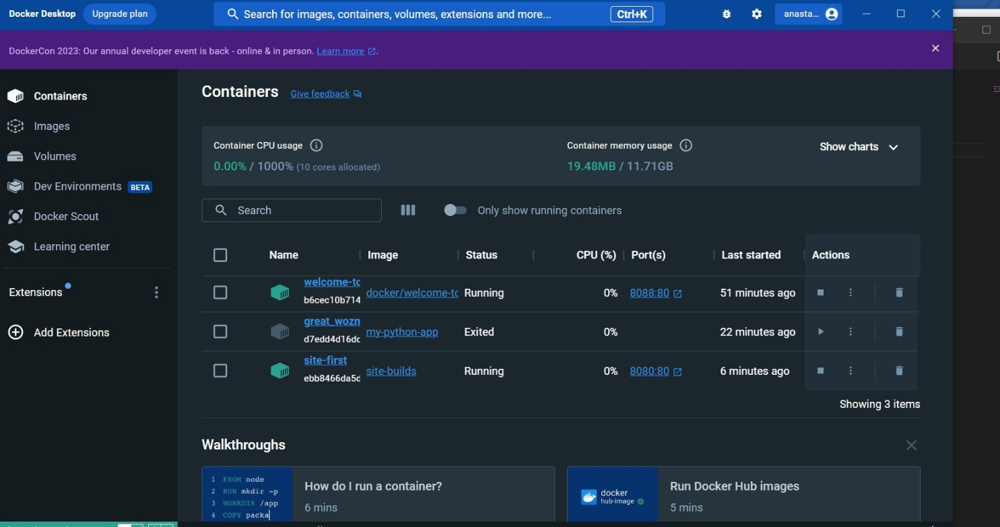 Docker Desktop Upgrade plan Search for images, containers, volumes, extensions and more... Ctrl+K anasta...
DockerCon 2023: Our annual developer event is back - online & in person. Learn more .
Containers
Images
Volumes
Dev Environments BETA
Docker Scout
Learning center
Extensions
Add Extensions
Containers Give feedback
Container CPU usage
0.00% / 1000% (10 cores allocated)
Container memory usage
19.48MB / 11.71GB
Show charts
Search Only show running containers
Name Image Status CPU (%) Port(s) Last started Actions
welcome-to
b6cec10b714 docker/welcome-to Running 0% 8088:80 51 minutes ago
great_wozn
d7edd4d16dc my-python-app Exited 0% 22 minutes ago
site-first
ebb8466da5d site-builds Running 0% 8080:80 6 minutes ago
Showing 3 items
Walkthroughs
1 FROM node
2 RUN mkdir -p
3 WORKDIR /app
4 COPY packa
How do I run a container?
6 mins
docker
hub-image
Run Docker Hub images
5 mins